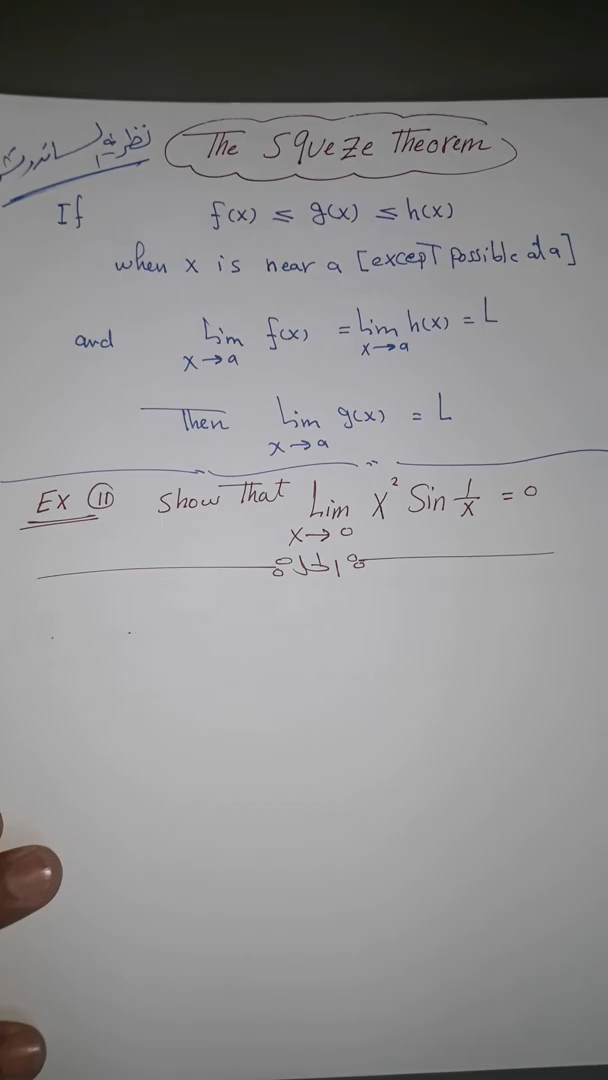 نظرية الساندوتش
The Squeze Theorem
If f(x) ≤ g(x) ≤ h(x)
when x is near a [except possible at a]
and Lim x→a f(x) = Lim x→a h(x) = L
Then Lim x→a g(x) = L
Ex 11 Show That Lim x→0 x² Sin 1/x = 0